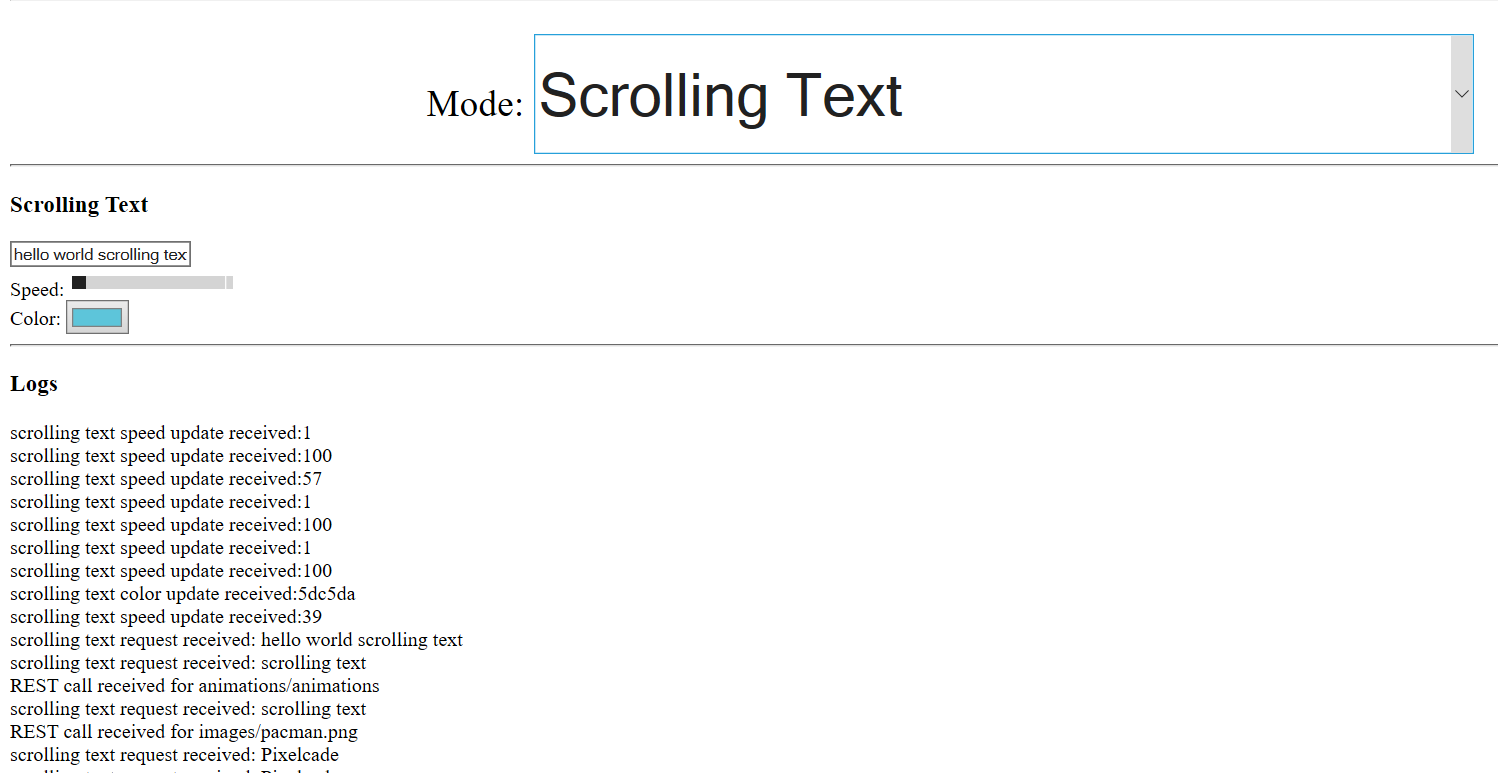 Mode: Scrolling Text
Scrolling Text
hello world scrolling tex
Speed:
Color:
Logs
scrolling text speed update received:1
scrolling text speed update received:100
scrolling text speed update received:57
scrolling text speed update received:1
scrolling text speed update received:100
scrolling text speed update received:1
scrolling text speed update received:100
scrolling text color update received:5dc5da
scrolling text speed update received:39
scrolling text request received: hello world scrolling text
scrolling text request received: scrolling text
REST call received for animations/animations
scrolling text request received: scrolling text
REST call received for images/pacman.png
scrolling text request received: Pixelcade